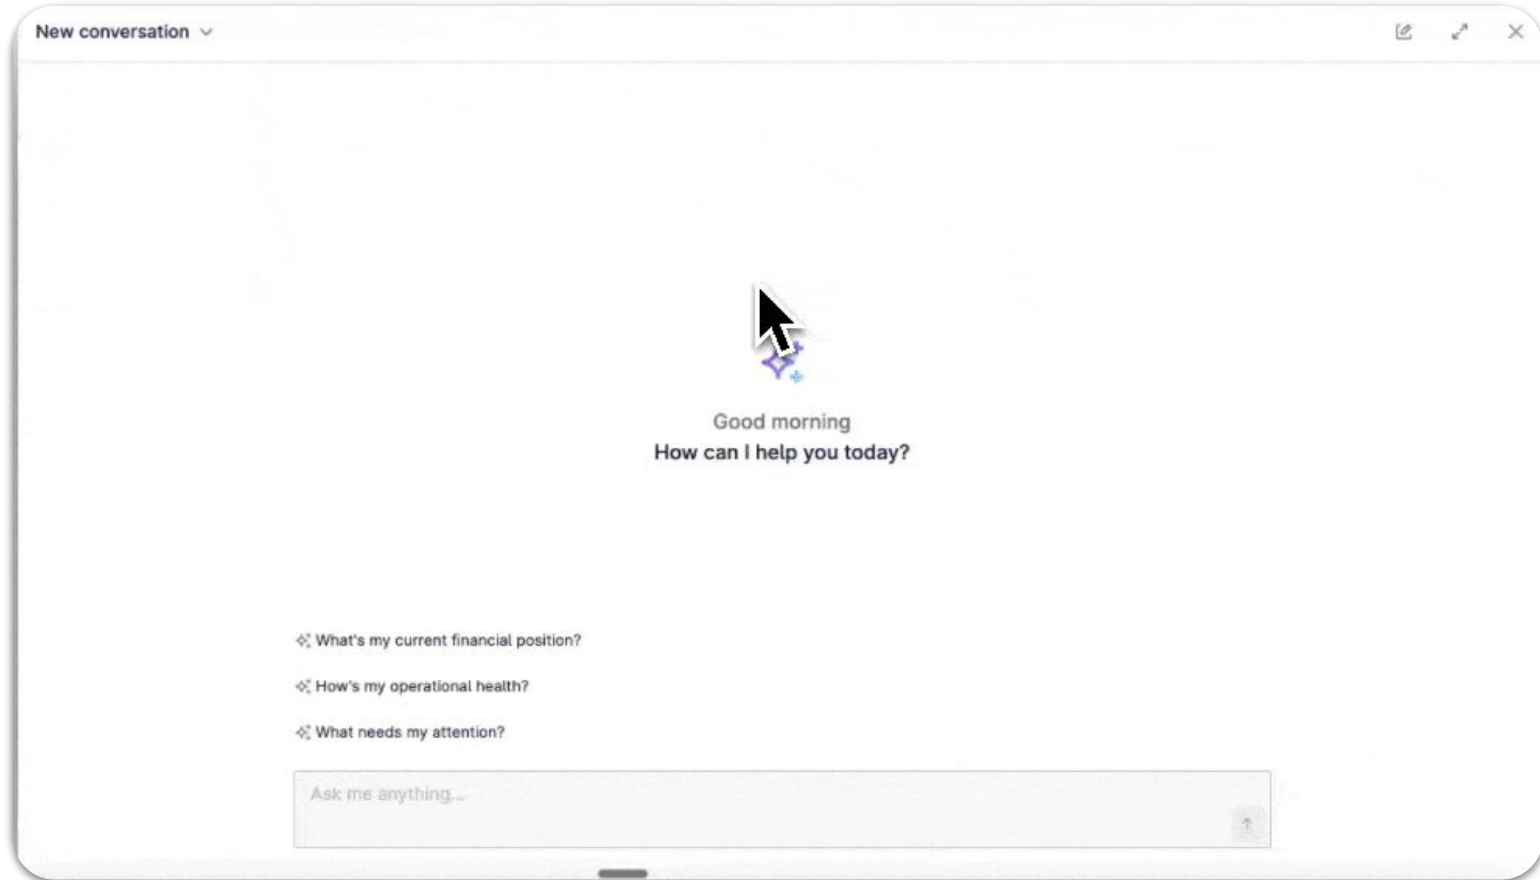 New conversation
Good morning
How can I help you today?
What's my current financial position?
How's my operational health?
What needs my attention?
Ask me anything...